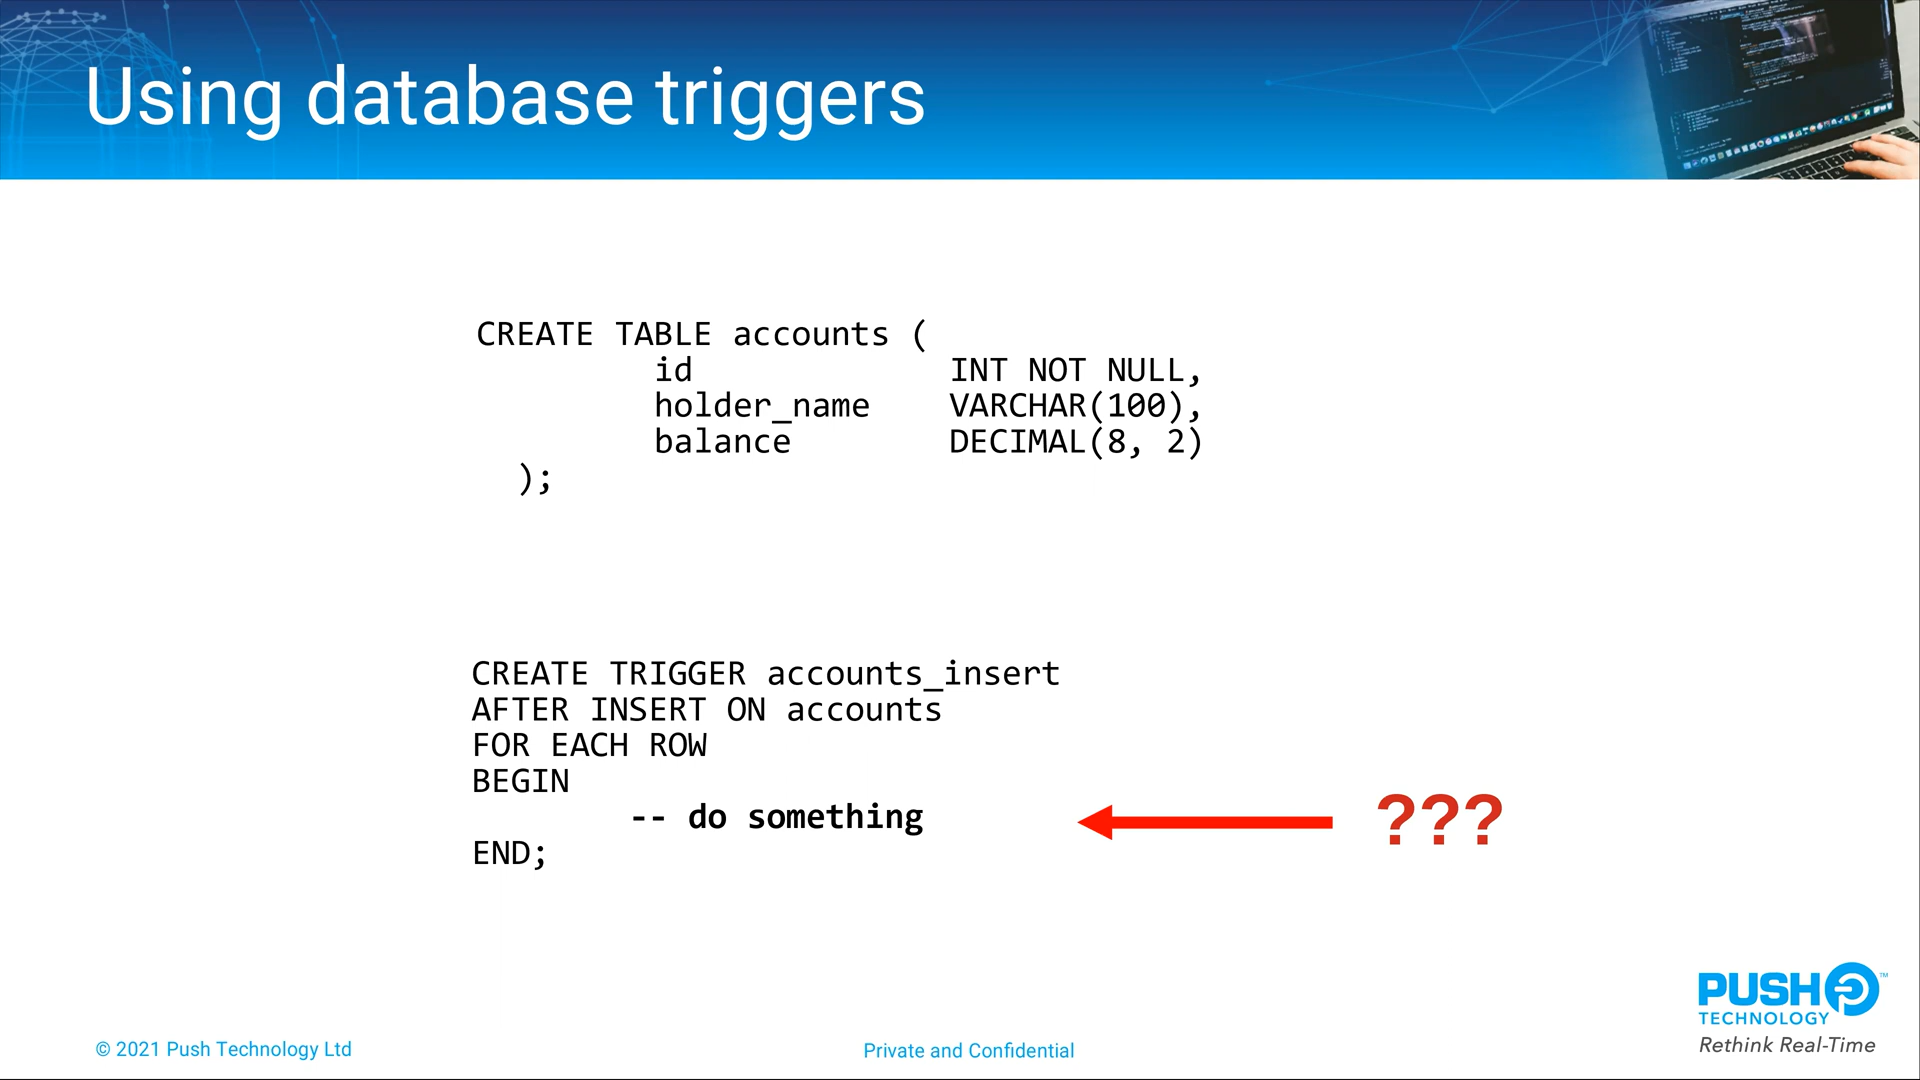 Using database triggers
CREATE TABLE accounts (
id INT NOT NULL,
holder_name VARCHAR(100),
balance DECIMAL(8, 2)
);
CREATE TRIGGER accounts_insert
AFTER INSERT ON accounts
FOR EACH ROW
BEGIN
-- do something
???
END;
PUSH
TECHNOLOGY
™
Rethink Real-Time
© 2021 Push Technology Ltd
Private and Confidential